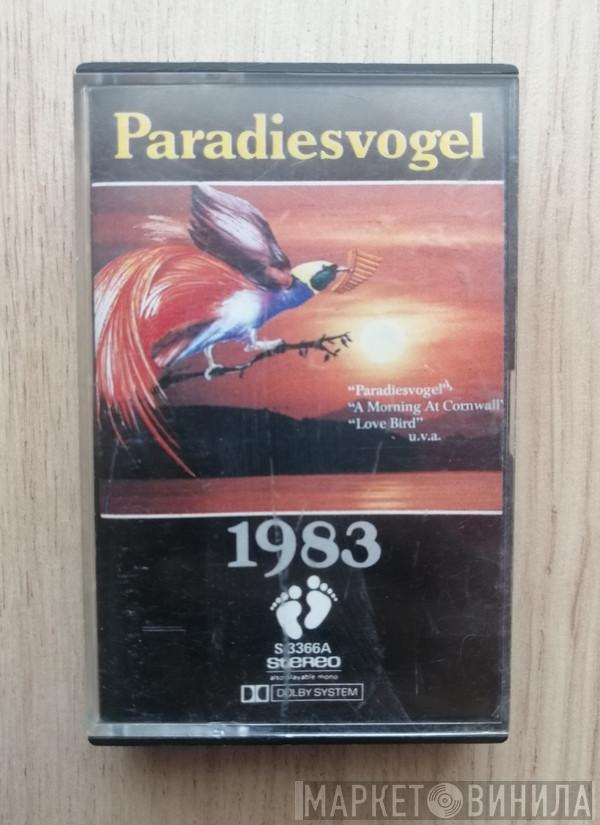 Paradiesvogel
"Paradiesvogel",
"A Morning At Cornwall"
"Love Bird"
u.v.a.
1983
S 3366A
STEREO
also playable mono
DOLBY SYSTEM
МАРКЕТ ВИНИЛА